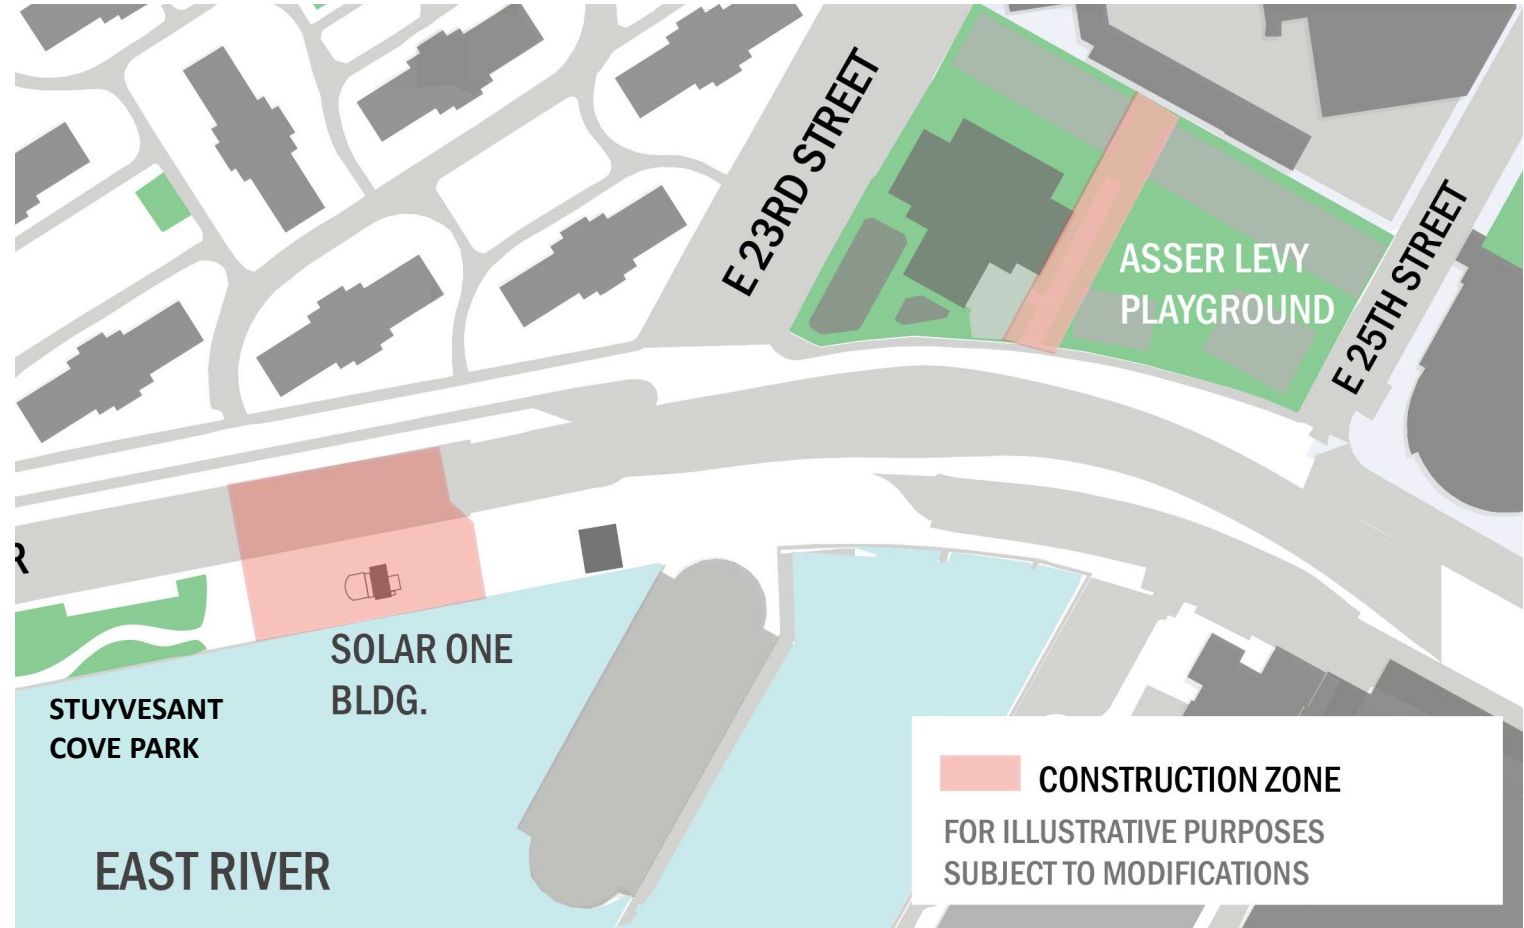 E 23RD STREET
ASSER LEVY
PLAYGROUND
E 25TH STREET
R
SOLAR ONE
BLDG.
STUYVESANT
COVE PARK
EAST RIVER
CONSTRUCTION ZONE
FOR ILLUSTRATIVE PURPOSES
SUBJECT TO MODIFICATIONS